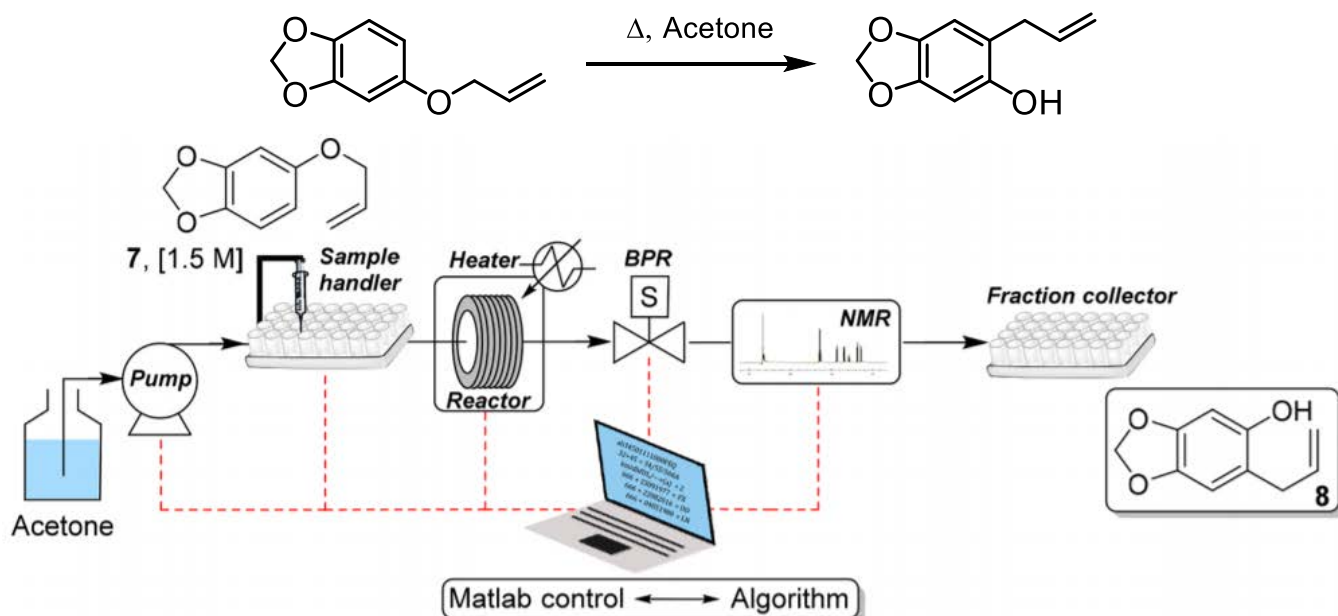 Δ, Acetone
O
O
O
O
O
OH
O
O
O
7, [1.5 M]
Sample
handler
Heater
BPR
S
NMR
Fraction collector
Pump
Reactor
OH
O
O
8
Acetone
Matlab control
Algorithm